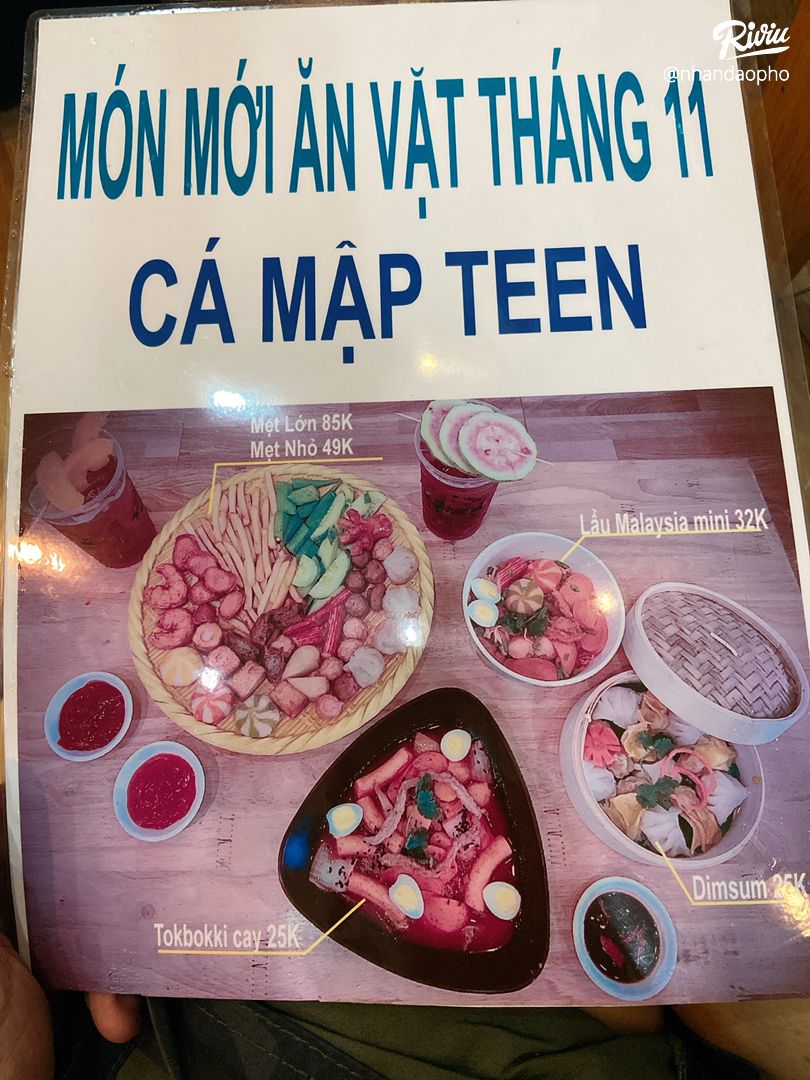 Riviu
@nhandaopho
MÓN MỚI ĂN VẶT THÁNG 11
CÁ MẬP TEEN
Mẹt Lớn 85K
Mẹt Nhỏ 49K
Lẩu Malaysia mini 32K
Dimsum 25K
Tokbokki cay 25K